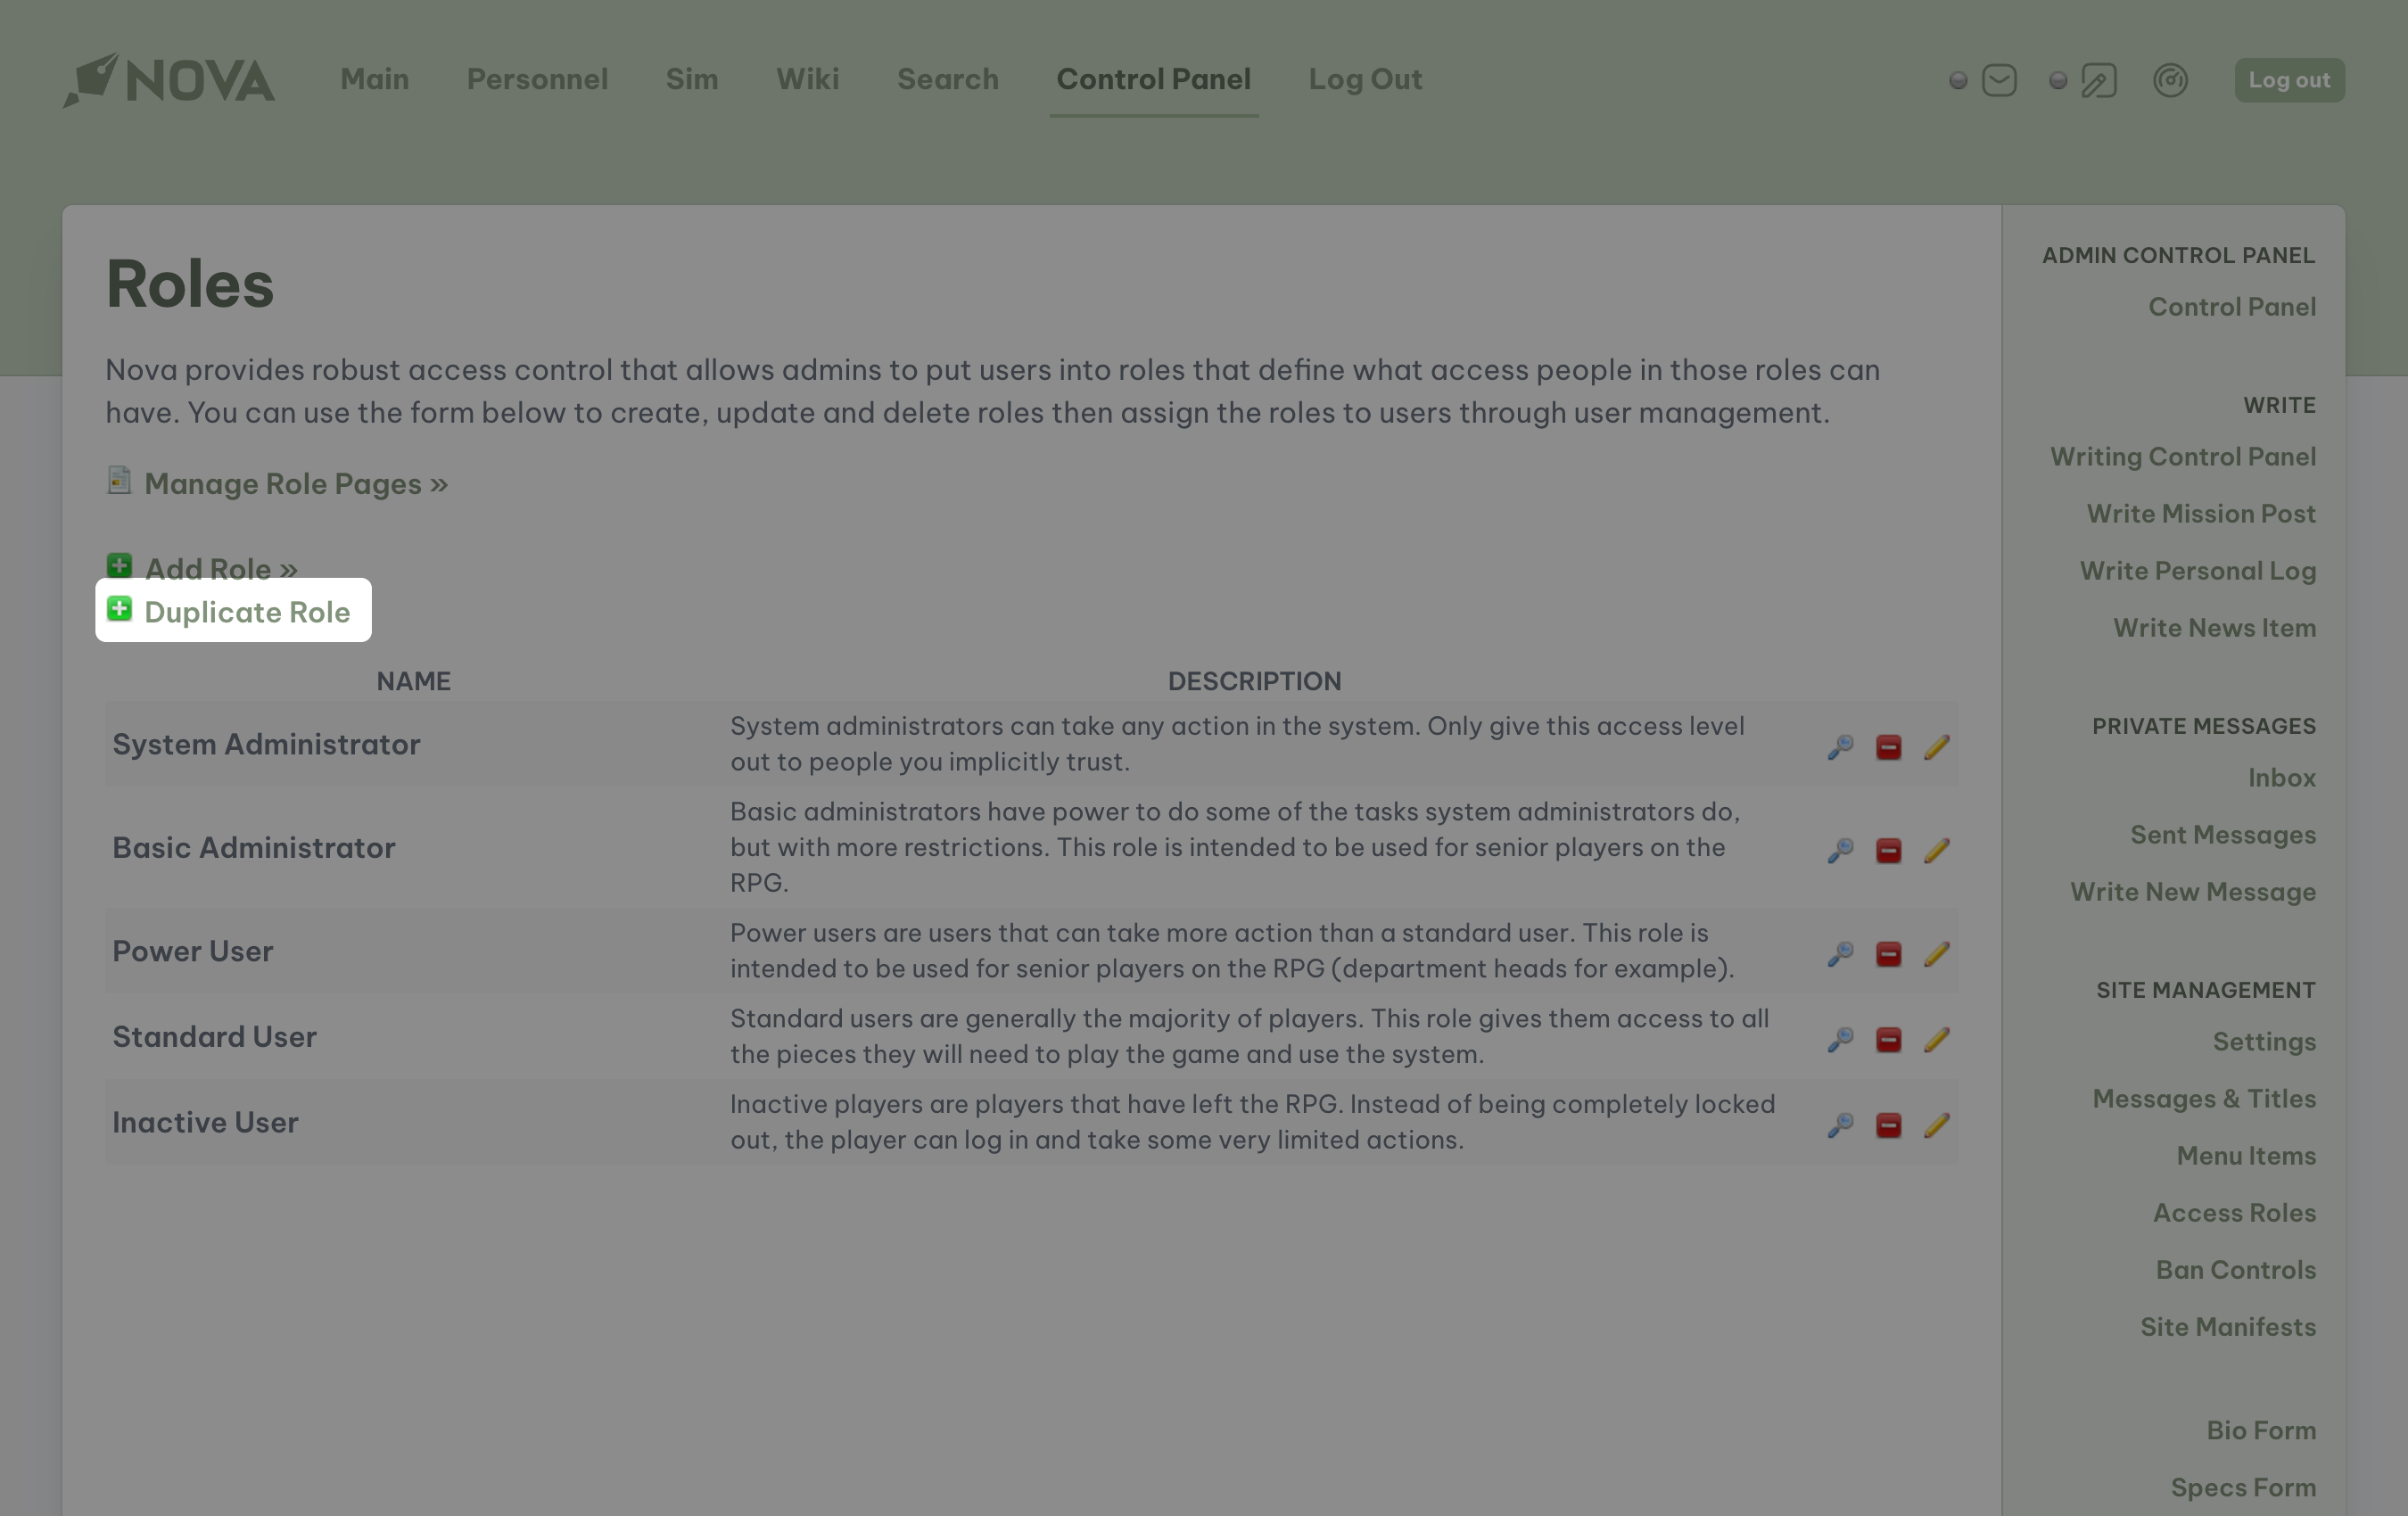 NOVA
Main
Personnel
Sim
Wiki
Search
Control Panel
Log Out
Log out
Roles
Nova provides robust access control that allows admins to put users into roles that define what access people in those roles can
have. You can use the form below to create, update and delete roles then assign the roles to users through user management.
Manage Role Pages »
Add Role »
Duplicate Role
NAME
DESCRIPTION
System Administrator
System administrators can take any action in the system. Only give this access level
out to people you implicitly trust.
Basic Administrator
Basic administrators have power to do some of the tasks system administrators do,
but with more restrictions. This role is intended to be used for senior players on the
RPG.
Power User
Power users are users that can take more action than a standard user. This role is
intended to be used for senior players on the RPG (department heads for example).
Standard User
Standard users are generally the majority of players. This role gives them access to all
the pieces they will need to play the game and use the system.
Inactive User
Inactive players are players that have left the RPG. Instead of being completely locked
out, the player can log in and take some very limited actions.
ADMIN CONTROL PANEL
Control Panel
WRITE
Writing Control Panel
Write Mission Post
Write Personal Log
Write News Item
PRIVATE MESSAGES
Inbox
Sent Messages
Write New Message
SITE MANAGEMENT
Settings
Messages & Titles
Menu Items
Access Roles
Ban Controls
Site Manifests
Bio Form
Specs Form